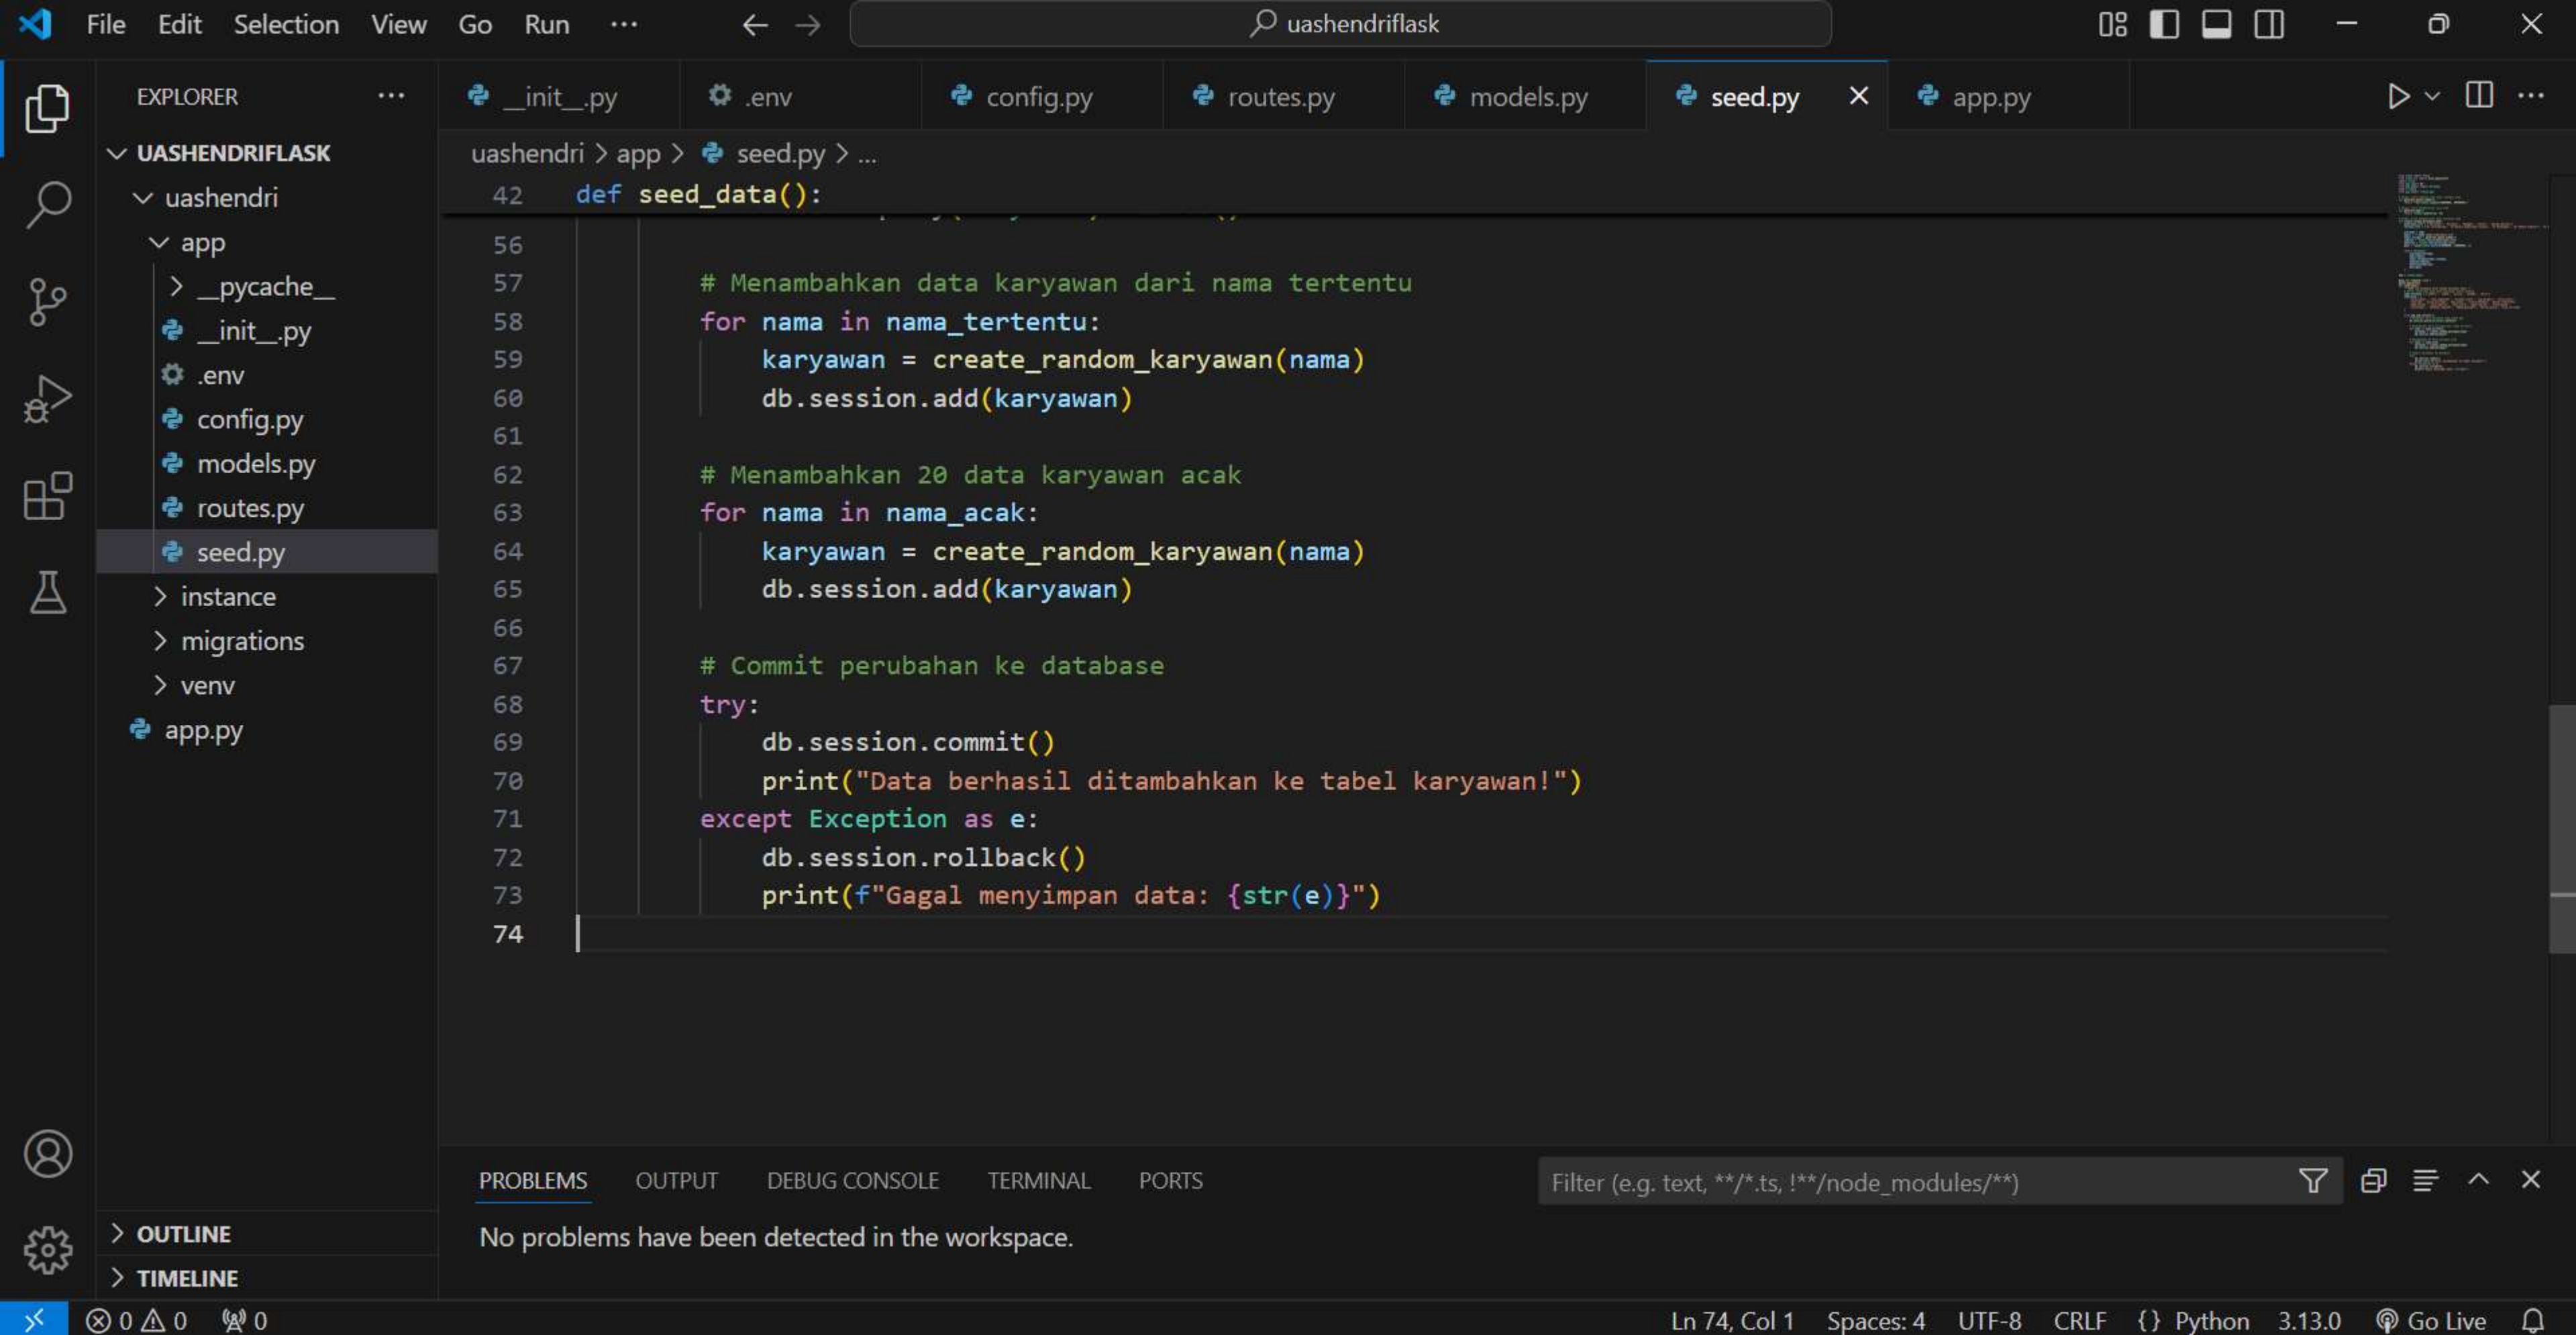 File Edit Selection View Go Run ··· uashendriflask
EXPLORER ···
__init__.py .env config.py routes.py models.py seed.py app.py
UASHENDRIFLASK
uashendri
app
__pycache__
__init__.py
.env
config.py
models.py
routes.py
seed.py
instance
migrations
venv
app.py
OUTLINE
TIMELINE
uashendri > app > seed.py > ...
42 def seed_data():
56
57 # Menambahkan data karyawan dari nama tertentu
58 for nama in nama_tertentu:
59 karyawan = create_random_karyawan(nama)
60 db.session.add(karyawan)
61
62 # Menambahkan 20 data karyawan acak
63 for nama in nama_acak:
64 karyawan = create_random_karyawan(nama)
65 db.session.add(karyawan)
66
67 # Commit perubahan ke database
68 try:
69 db.session.commit()
70 print("Data berhasil ditambahkan ke tabel karyawan!")
71 except Exception as e:
72 db.session.rollback()
73 print(f"Gagal menyimpan data: {str(e)}")
74
PROBLEMS OUTPUT DEBUG CONSOLE TERMINAL PORTS Filter (e.g. text, **/*.ts, !**/node_modules/**)
No problems have been detected in the workspace.
0 0 0 Ln 74, Col 1 Spaces: 4 UTF-8 CRLF {} Python 3.13.0 Go Live